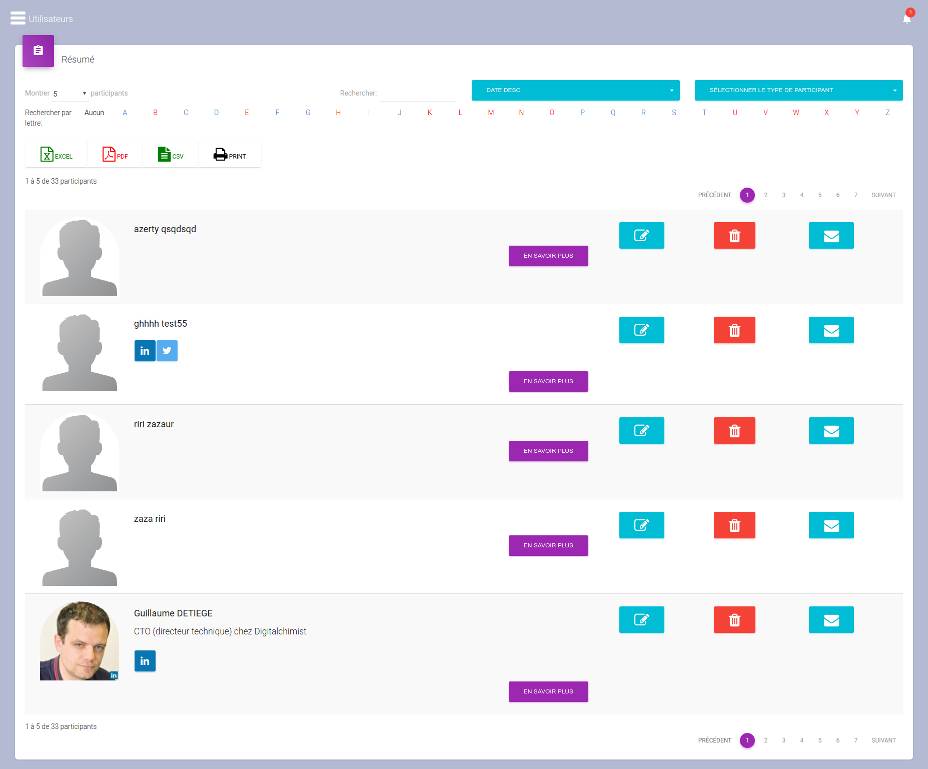 Utilisateurs
Résumé
Montrer 5 participants
Rechercher:
DATE DESC
SÉLECTIONNER LE TYPE DE PARTICIPANT
Rechercher par lettre: Aucun A B C D E F G H I J K L M N O P Q R S T U V W X Y Z
EXCEL PDF CSV PRINT
1 à 5 de 33 participants
PRÉCÉDENT 1 2 3 4 5 6 7 SUIVANT
azerty qsqdsqd
EN SAVOIR PLUS
ghhhh test55
in
EN SAVOIR PLUS
riri zazaur
EN SAVOIR PLUS
zaza riri
EN SAVOIR PLUS
Guillaume DETIEGE
CTO (directeur technique) chez Digitalchimist
in
in
EN SAVOIR PLUS
1 à 5 de 33 participants
PRÉCÉDENT 1 2 3 4 5 6 7 SUIVANT